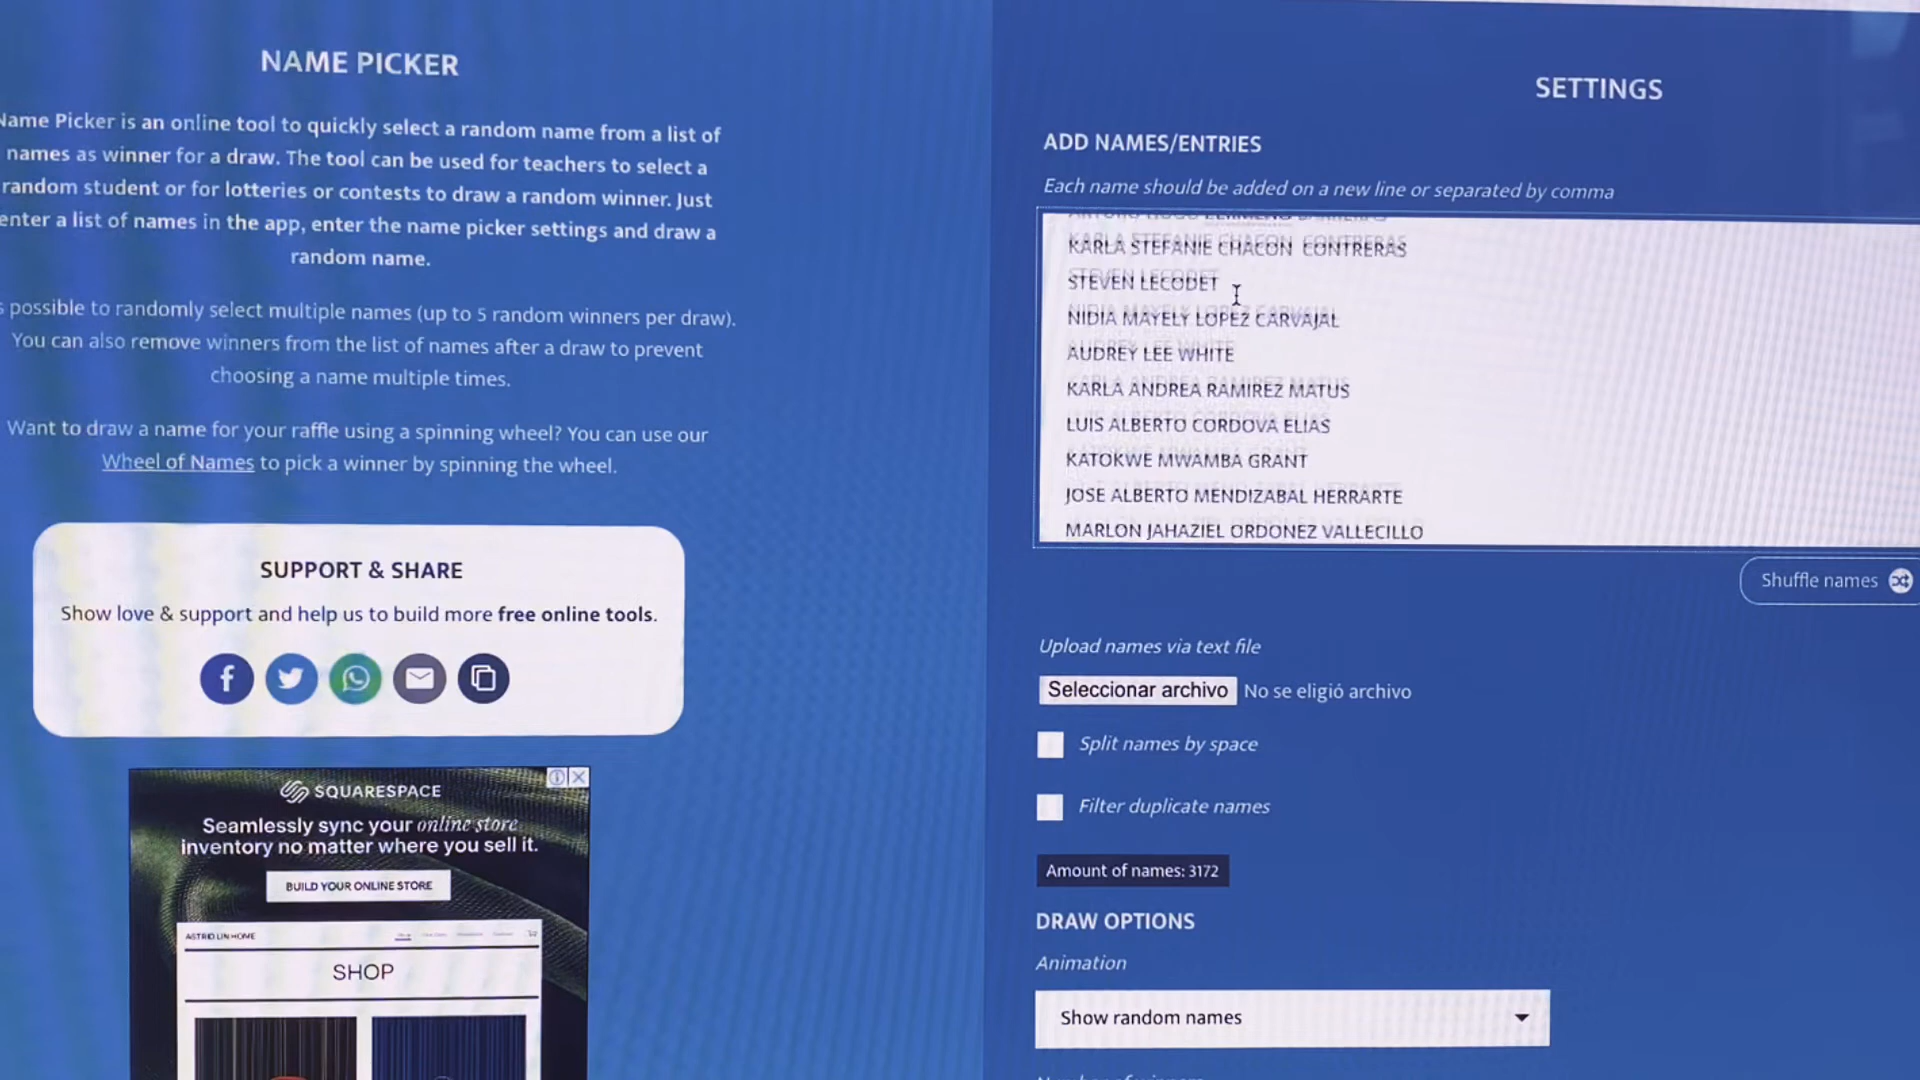 NAME PICKER
Name Picker is an online tool to quickly select a random name from a list of
names as winner for a draw. The tool can be used for teachers to select a
random student or for lotteries or contests to draw a random winner. Just
enter a list of names in the app, enter the name picker settings and draw a
random name.
s possible to randomly select multiple names (up to 5 random winners per draw).
You can also remove winners from the list of names after a draw to prevent
choosing a name multiple times.
Want to draw a name for your raffle using a spinning wheel? You can use our
Wheel of Names to pick a winner by spinning the wheel.
SUPPORT & SHARE
Show love & support and help us to build more free online tools.
SQUARESPACE
Seamlessly sync your online store
inventory no matter where you sell it.
BUILD YOUR ONLINE STORE
ASTRID LIN HOME
SHOP
SETTINGS
ADD NAMES/ENTRIES
Each name should be added on a new line or separated by comma
KARLA STEFANIE CHACON CONTRERAS
STEVEN LECODET
NIDIA MAYELY LOPEZ CARVAJAL
AUDREY LEE WHITE
KARLA ANDREA RAMIREZ MATUS
LUIS ALBERTO CORDOVA ELIAS
KATOKWE MWAMBA GRANT
JOSE ALBERTO MENDIZABAL HERRARTE
MARLON JAHAZIEL ORDONEZ VALLECILLO
Shuffle names
Upload names via text file
Seleccionar archivo No se eligió archivo
Split names by space
Filter duplicate names
Amount of names: 3172
DRAW OPTIONS
Animation
Show random names